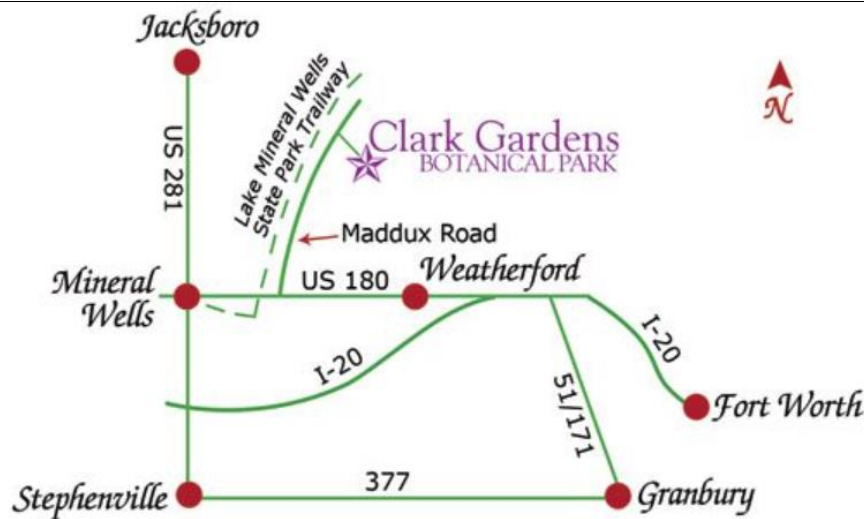 Jacksboro
US 281
Lake Mineral Wells
State Park Trailway
Clark Gardens
BOTANICAL PARK
N
Maddux Road
Mineral
Wells
US 180
Weatherford
I-20
I-20
51/171
Fort Worth
Stephenville
377
Granbury